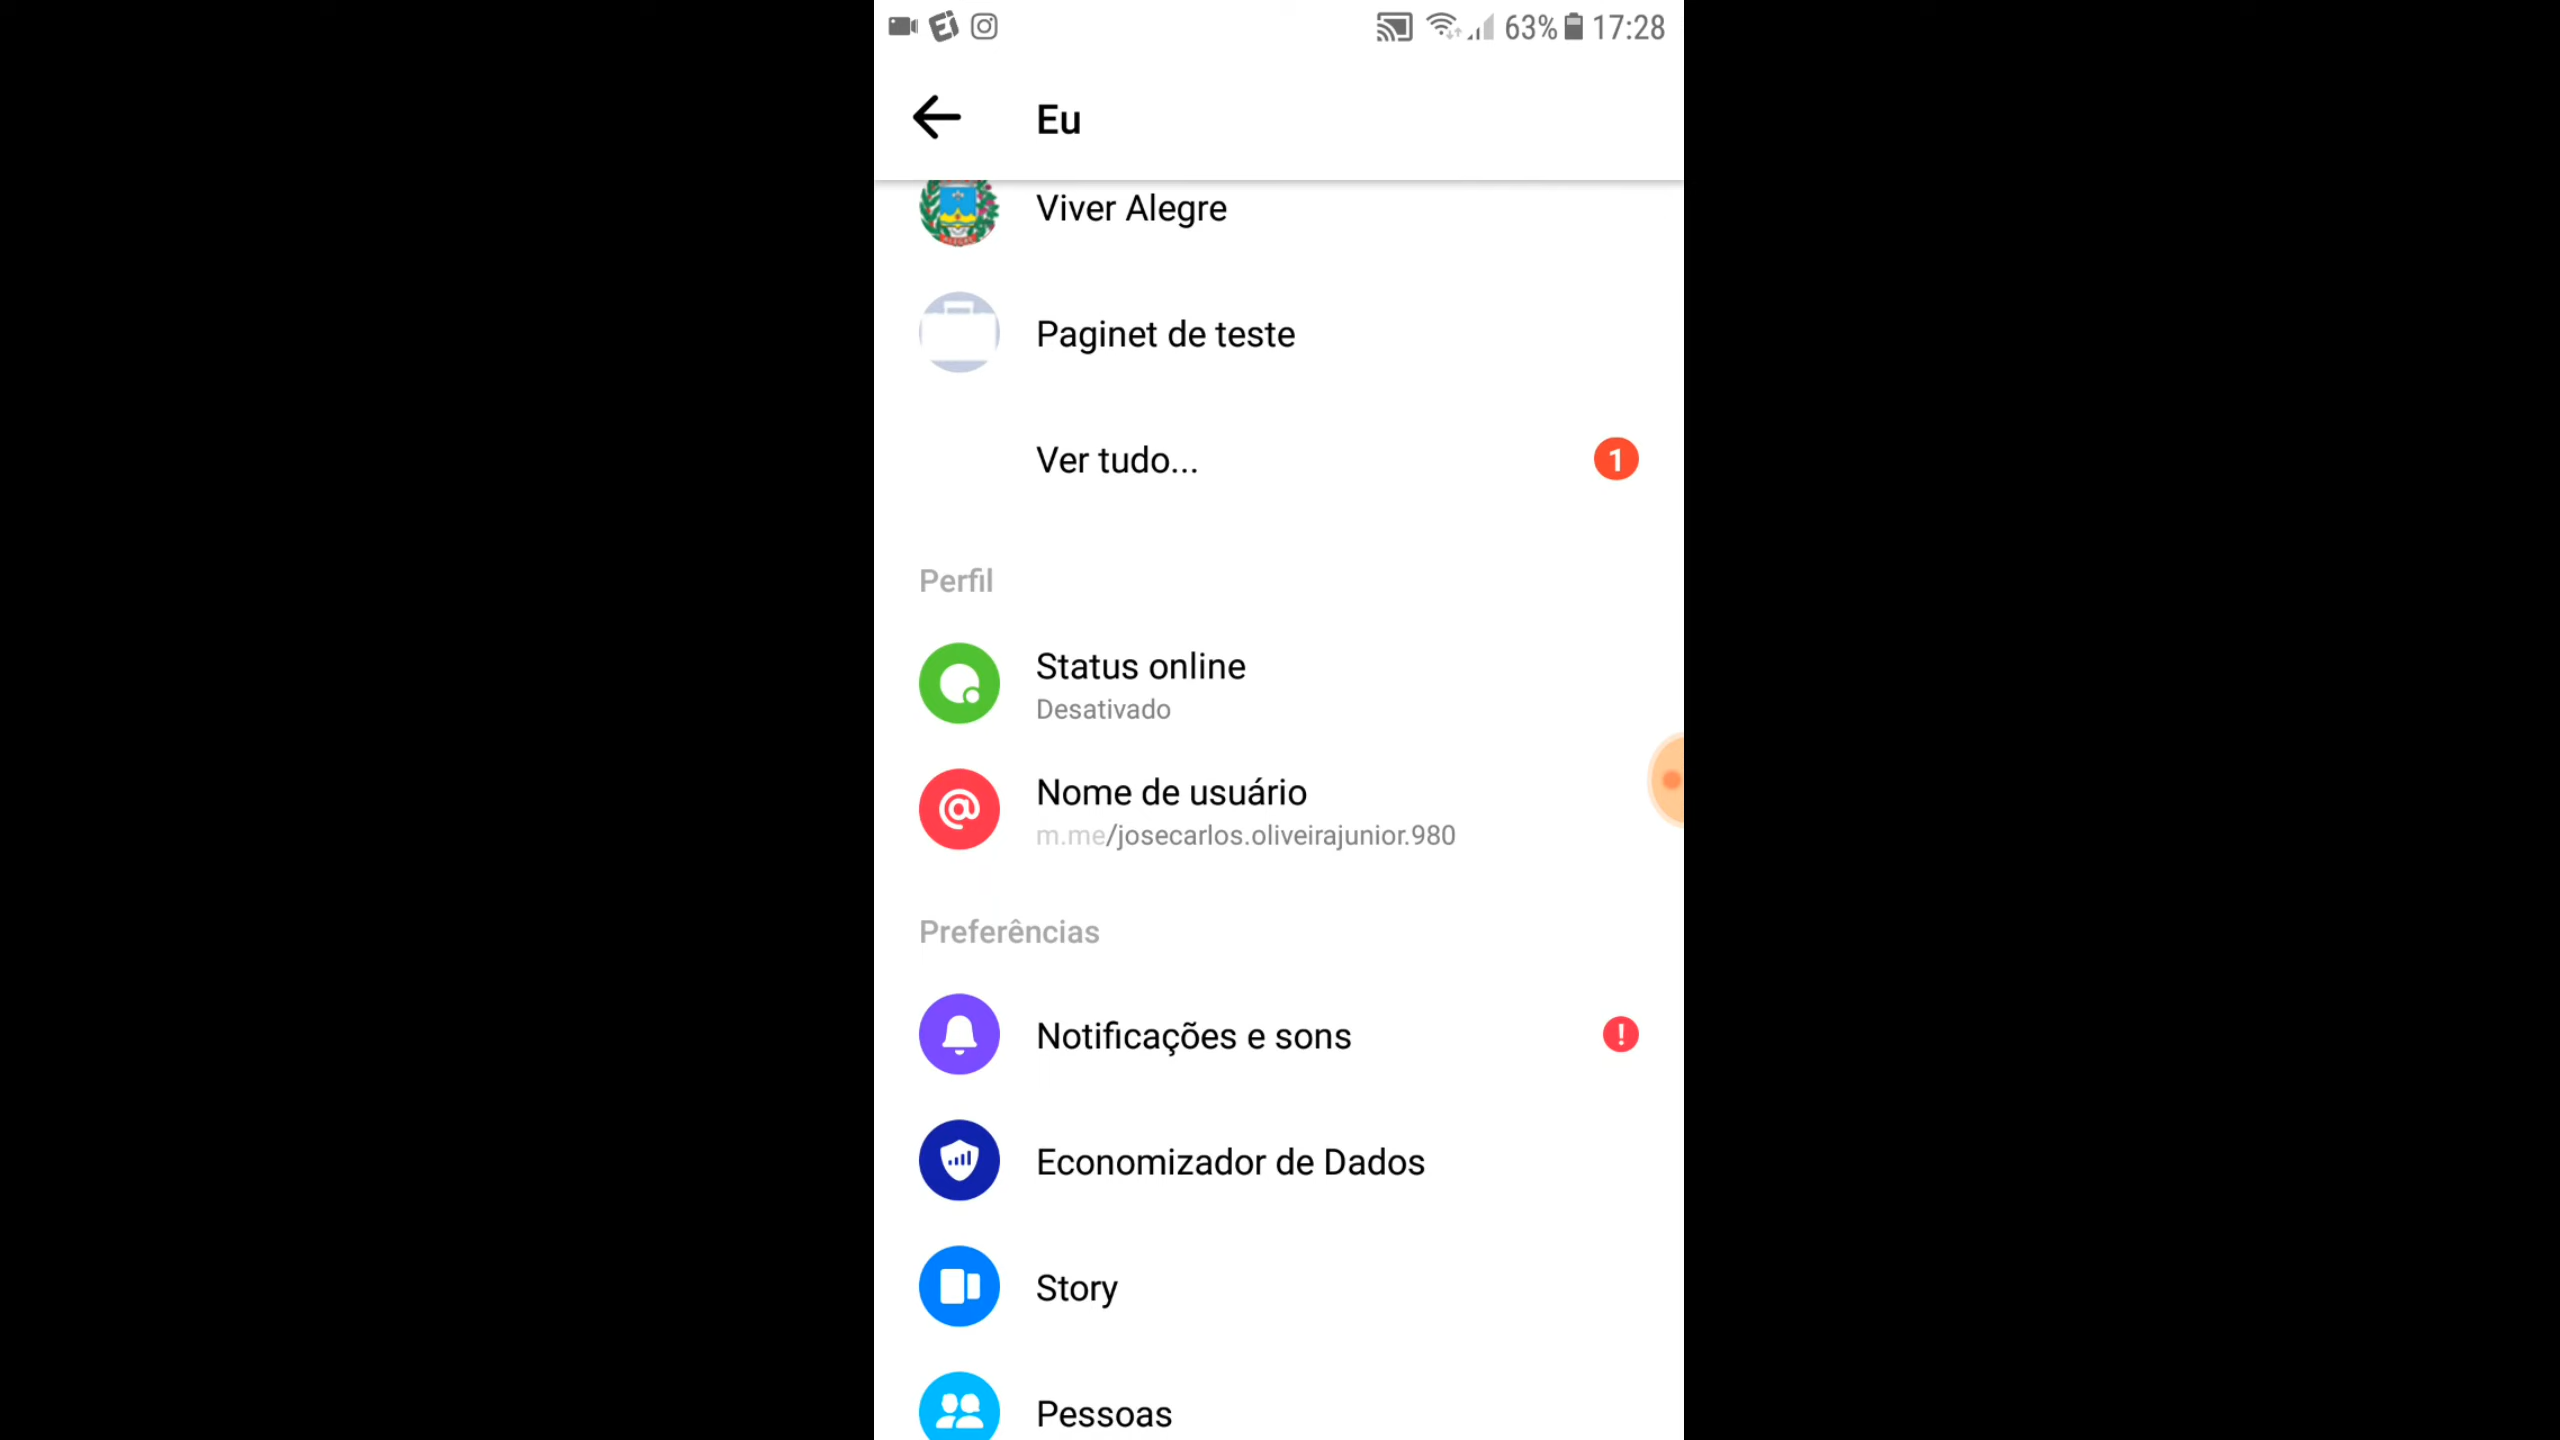 63% 17:28
Eu
Viver Alegre
Paginet de teste
Ver tudo... 1
Perfil
Status online
Desativado
Nome de usuário
m.me/josecarlos.oliveirajunior.980
Preferências
Notificações e sons !
Economizador de Dados
Story
Pessoas